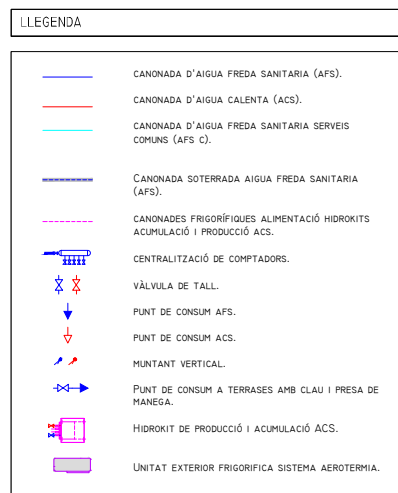 LLEGENDA
CANONADA D'AIGUA FREDA SANITARIA (AFS).
CANONADA D'AIGUA CALENTA (ACS).
CANONADA D'AIGUA FREDA SANITARIA SERVEIS
COMUNS (AFS C).
CANONADA SOTERRADA AIGUA FREDA SANITARIA
(AFS).
CANONADES FRIGORÍFIQUES ALIMENTACIÓ HIDROKITS
ACUMULACIÓ I PRODUCCIÓ ACS.
CENTRALITZACIÓ DE COMPTADORS.
VÀLVULA DE TALL.
PUNT DE CONSUM AFS.
PUNT DE CONSUM ACS.
MUNTANT VERTICAL.
PUNT DE CONSUM A TERRASES AMB CLAU I PRESA DE
MANEGA.
HIDROKIT DE PRODUCCIÓ I ACUMULACIÓ ACS.
UNITAT EXTERIOR FRIGORIFICA SISTEMA AEROTERMIA.